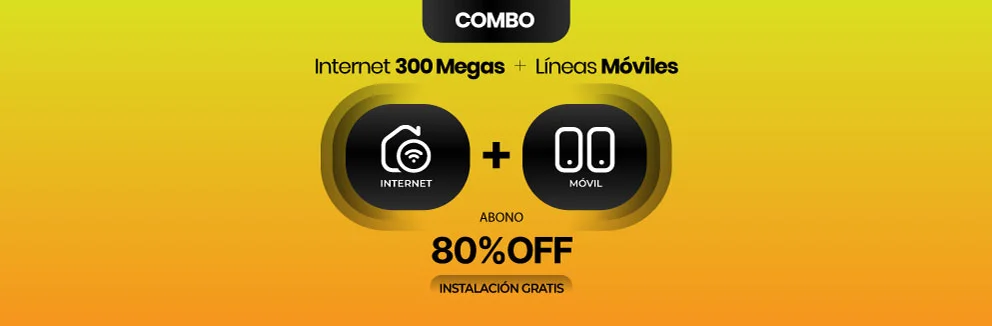 COMBO
Internet 300 Megas + Líneas Móviles
INTERNET + MÓVIL
ABONO
80%OFF
INSTALACIÓN GRATIS